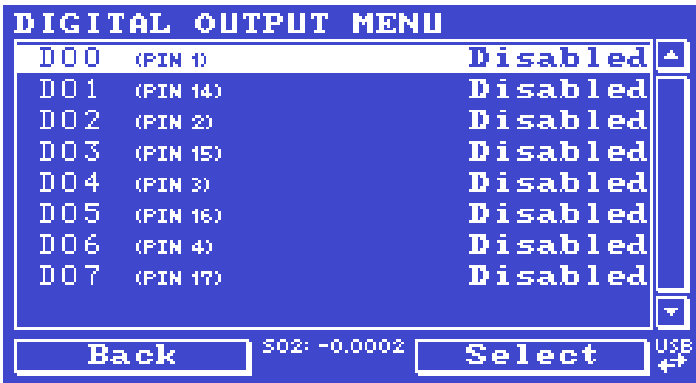 DIGITAL OUTPUT MENU
DO0 (PIN 1) Disabled
DO1 (PIN 14) Disabled
DO2 (PIN 2) Disabled
DO3 (PIN 15) Disabled
DO4 (PIN 3) Disabled
DO5 (PIN 16) Disabled
DO6 (PIN 4) Disabled
DO7 (PIN 17) Disabled
Back SO2: -0.0002 Select USB